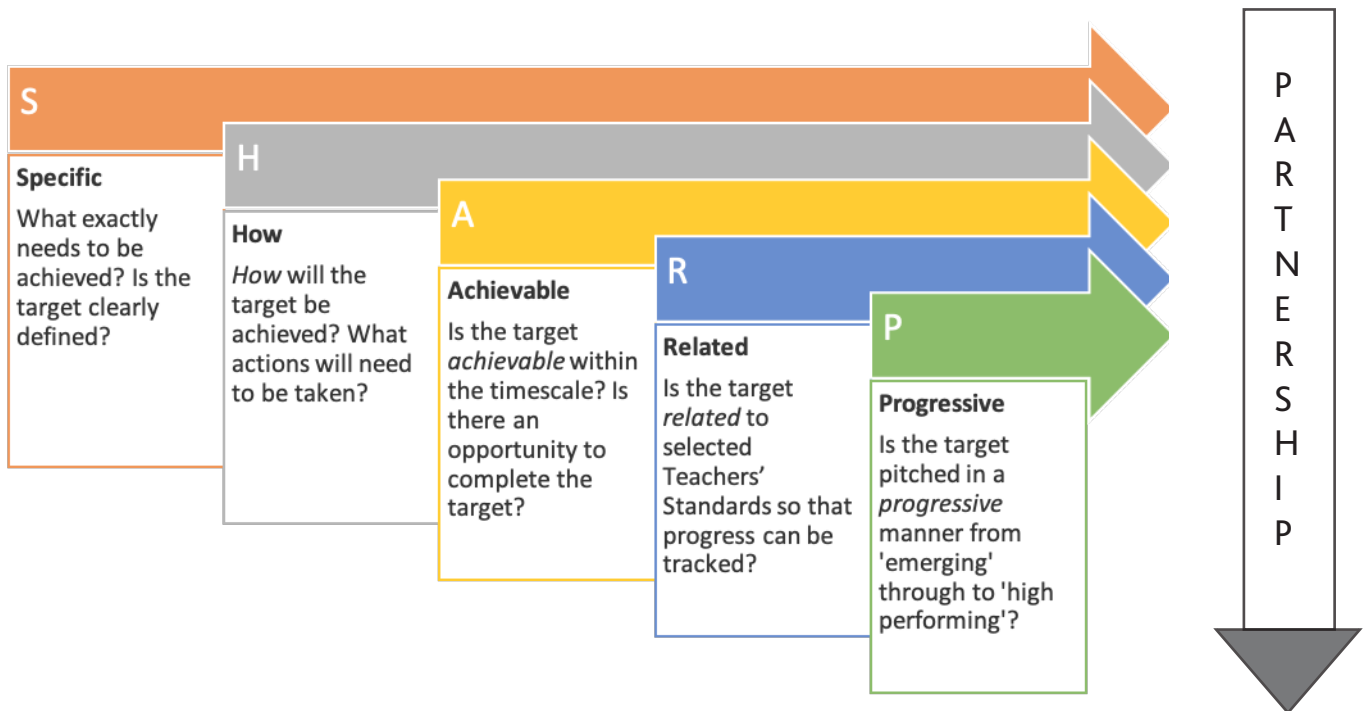 S
Specific
What exactly
needs to be
achieved? Is the
target clearly
defined?
H
How
How will the
target be
achieved? What
actions will need
to be taken?
A
Achievable
Is the target
achievable within
the timescale? Is
there an
opportunity to
complete the
target?
R
Related
Is the target
related to
selected
Teachers’
Standards so that
progress can be
tracked?
P
Progressive
Is the target
pitched in a
progressive
manner from
'emerging'
through to 'high
performing'?
P
A
R
T
N
E
R
S
H
I
P